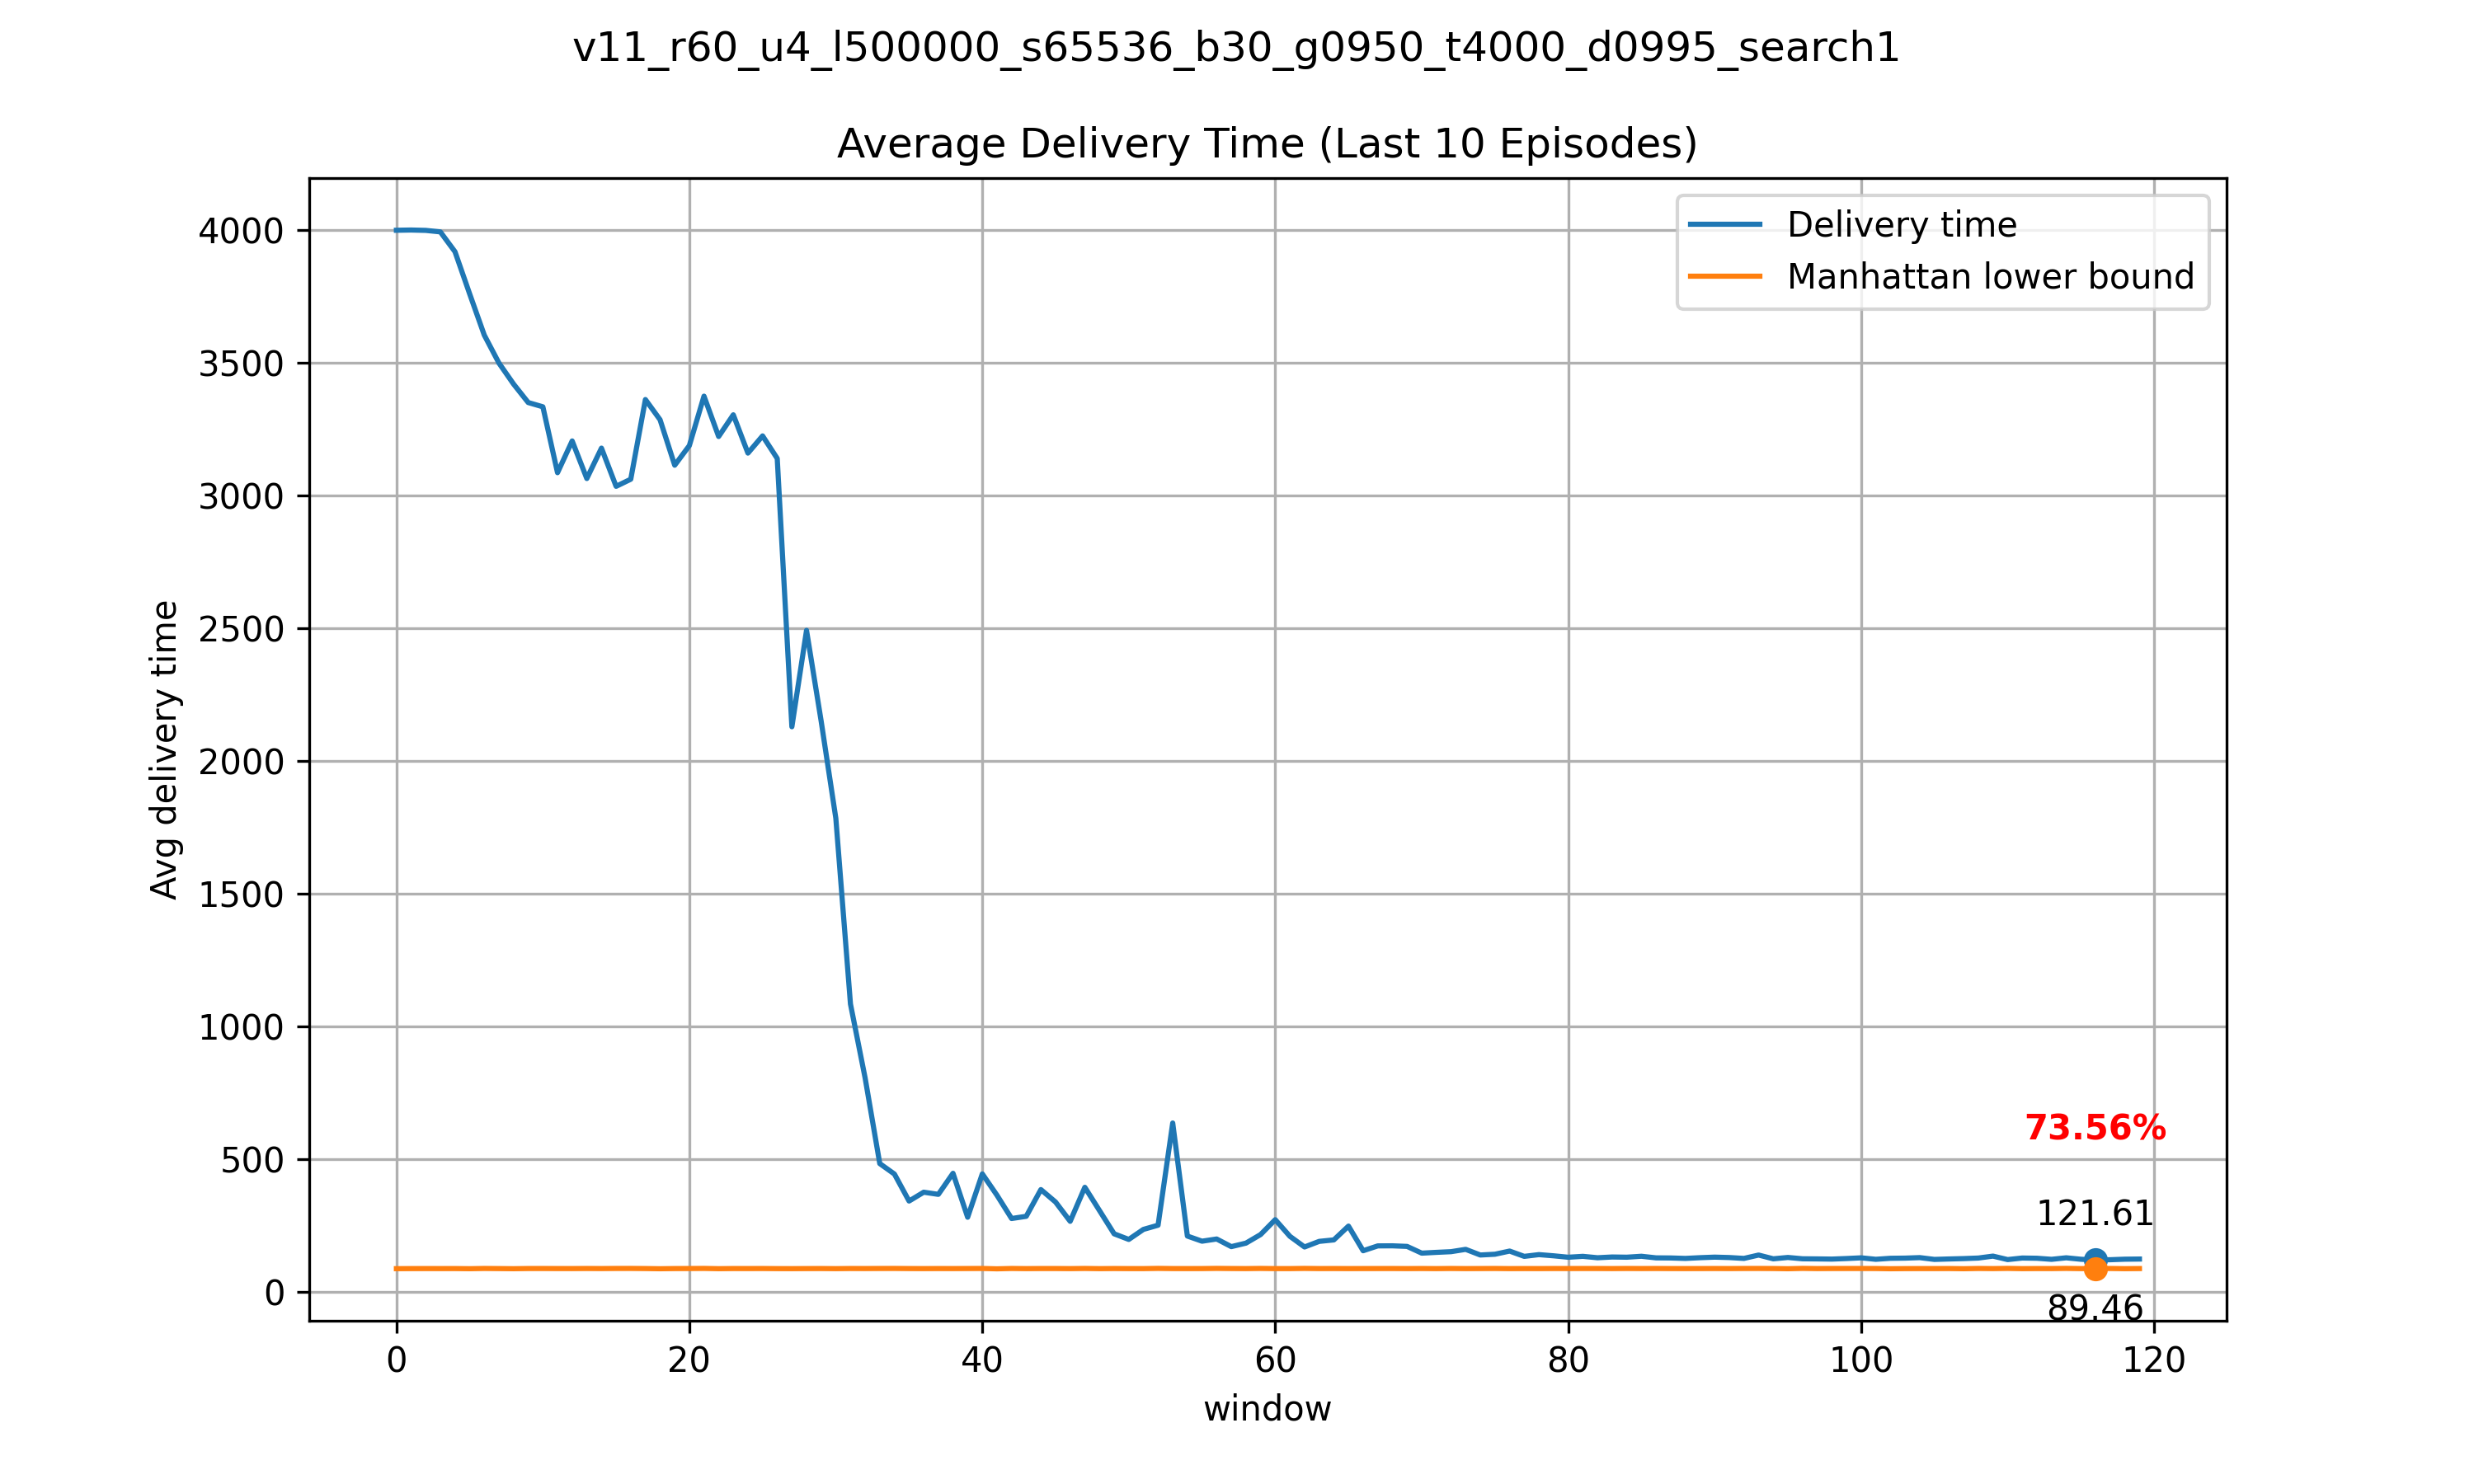 v11_r60_u4_l500000_s65536_b30_g0950_t4000_d0995_search1
Average Delivery Time (Last 10 Episodes)
Delivery time
Manhattan lower bound
4000
3500
3000
2500
2000
1500
1000
500
0
Avg delivery time
73.56%
121.61
89.46
0 20 40 60 80 100 120
window